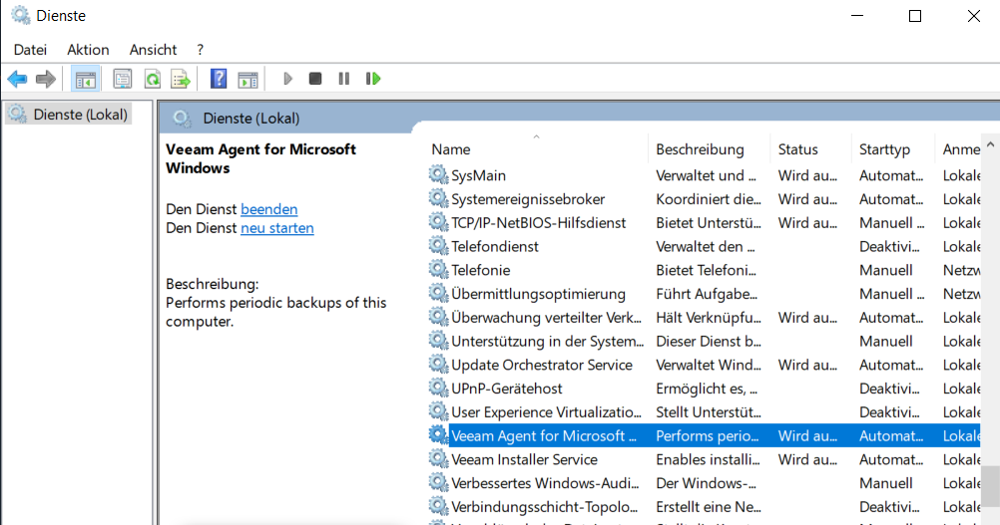 Dienste
Datei Aktion Ansicht ?
Dienste (Lokal)
Dienste (Lokal)
Veeam Agent for Microsoft
Windows
Den Dienst beenden
Den Dienst neu starten
Beschreibung:
Performs periodic backups of this
computer.
Name Beschreibung Status Starttyp Anme
SysMain Verwaltet und ... Wird au... Automat... Lokale
Systemereignissebroker Koordiniert die... Wird au... Automat... Lokale
TCP/IP-NetBIOS-Hilfsdienst Bietet Unterstü... Wird au... Manuell ... Lokale
Telefondienst Verwaltet den ... Deaktivi... Lokale
Telefonie Bietet Telefoni... Manuell Netzw
Übermittlungsoptimierung Führt Aufgabe... Manuell ... Netzw
Überwachung verteilter Verk... Hält Verknüpfu... Wird au... Automat... Lokale
Unterstützung in der System... Dieser Dienst b... Manuell Lokale
Update Orchestrator Service Verwaltet Wind... Wird au... Automat... Lokale
UPnP-Gerätehost Ermöglicht es, ... Deaktivi... Lokale
User Experience Virtualizatio... Stellt Unterstüt... Deaktivi... Lokale
Veeam Agent for Microsoft ... Performs perio... Wird au... Automat... Lokale
Veeam Installer Service Enables installi... Wird au... Automat... Lokale
Verbessertes Windows-Audi... Der Windows-... Manuell Lokale
Verbindungsschicht-Topolo... Erstellt eine Ne... Deaktivi... Lokale